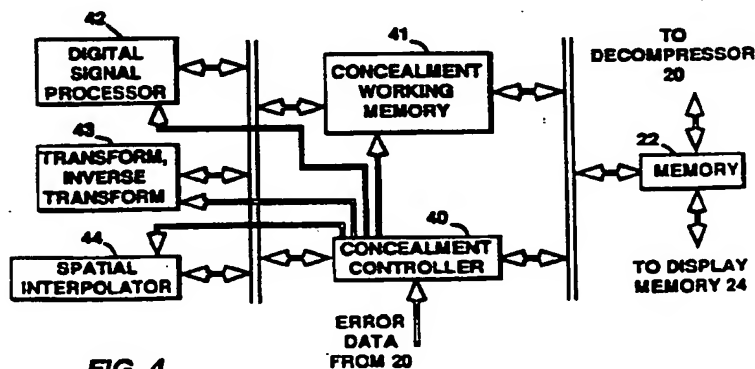 42
DIGITAL
SIGNAL
PROCESSOR
43
TRANSFORM,
INVERSE
TRANSFORM
44
SPATIAL
INTERPOLATOR
41
CONCEALMENT
WORKING
MEMORY
40
CONCEALMENT
CONTROLLER
ERROR
DATA
FROM 20
TO
DECOMPRESSOR
20
22
MEMORY
TO DISPLAY
MEMORY 24
FIG. 4